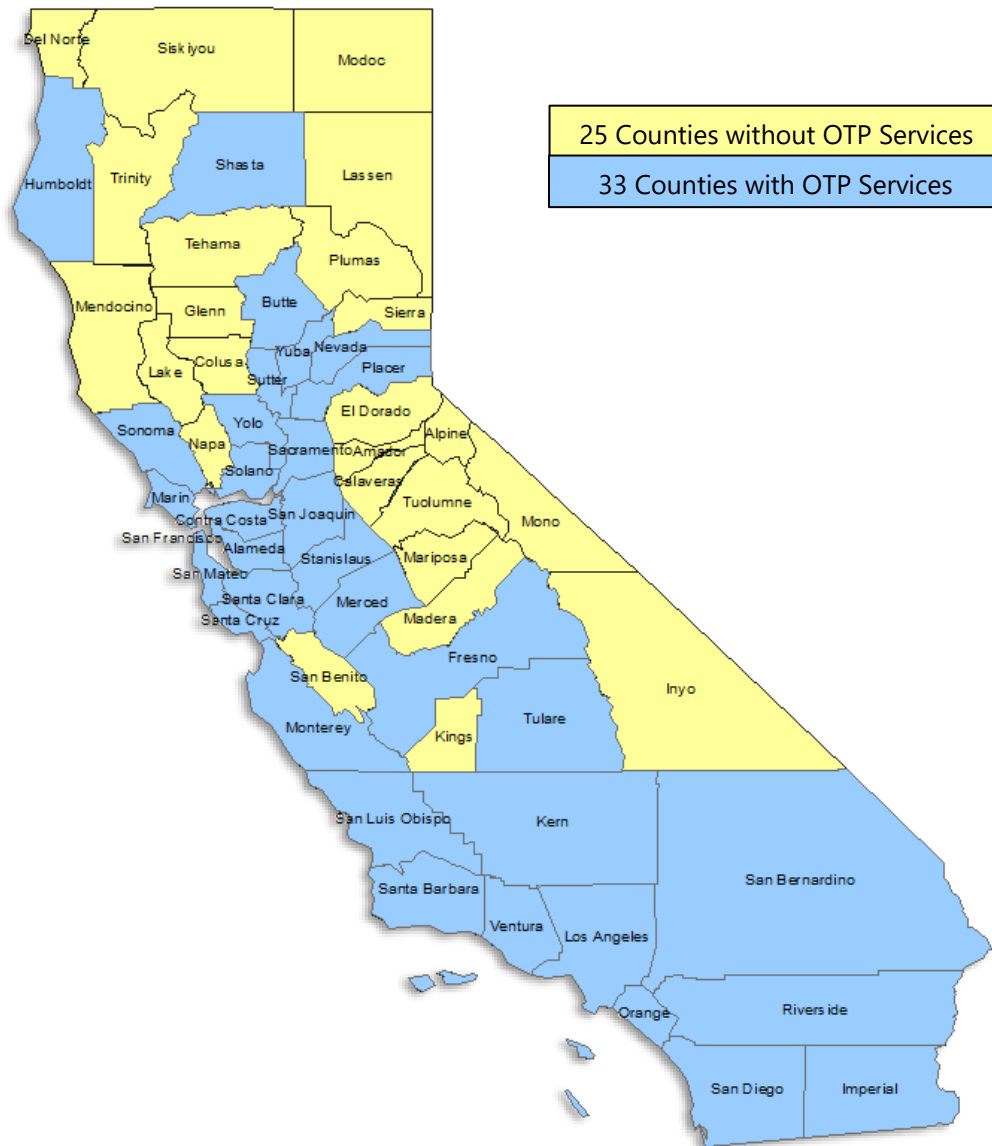 Del Norte
Siskiyou
Modoc
25 Counties without OTP Services
33 Counties with OTP Services
Humboldt
Trinity
Shasta
Lassen
Tehama
Plumas
Mendocino
Glenn
Butte
Sierra
Lake
Colusa
Yuba
Nevada
Sutter
Placer
Sonoma
Napa
Yolo
El Dorado
Alpine
Sacramento
Amador
Solano
Calaveras
Marin
Tuolumne
Contra Costa
San Joaquin
Mono
San Francisco
Alameda
Stanislaus
Mariposa
San Mateo
Santa Clara
Merced
Santa Cruz
Madera
Fresno
San Benito
Inyo
Monterey
Kings
Tulare
San Luis Obispo
Kern
Santa Barbara
San Bernardino
Ventura
Los Angeles
Orange
Riverside
San Diego
Imperial